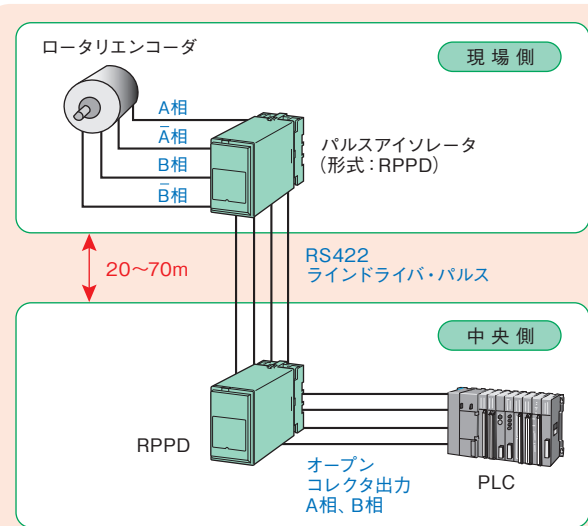 ロータリエンコーダ
現場側
A相
A̅相
B相
B̅相
パルスアイソレータ
(形式:RPPD)
20〜70m
RS422
ラインドライバ・パルス
中央側
RPPD
オープン
コレクタ出力
A相、B相
PLC